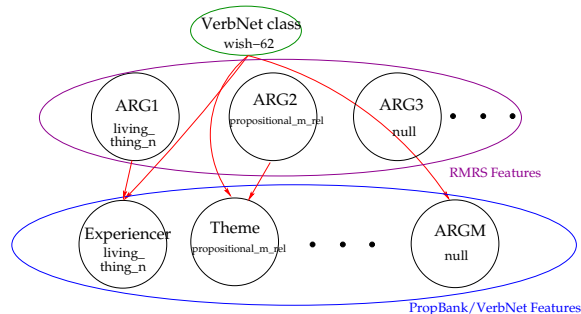 VerbNet class
wish−62
ARG1
living_
thing_n
ARG2
propositional_m_rel
ARG3
null
RMRS Features
Experiencer
living_
thing_n
Theme
propositional_m_rel
ARGM
null
PropBank/VerbNet Features